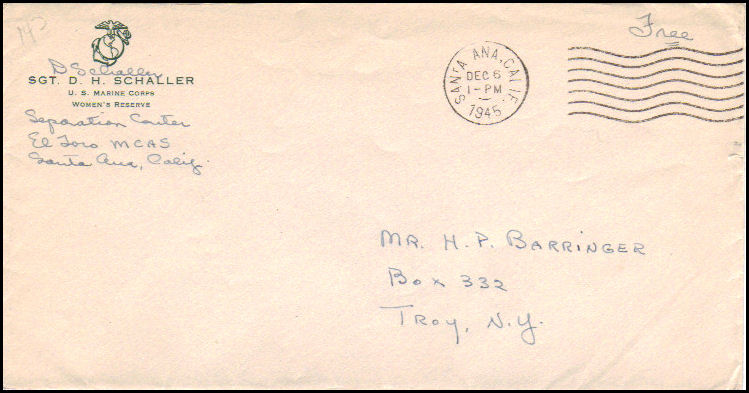 D Schaller
SGT. D. H. SCHALLER
U. S. MARINE CORPS
WOMEN'S RESERVE
Separation Center
El Toro MCAS
Santa Ana, Calif.
SANTA ANA, CALIF.
DEC 6
1-PM
1945
Free
MR. H. P. BARRINGER
Box 332
TROY, N.Y.